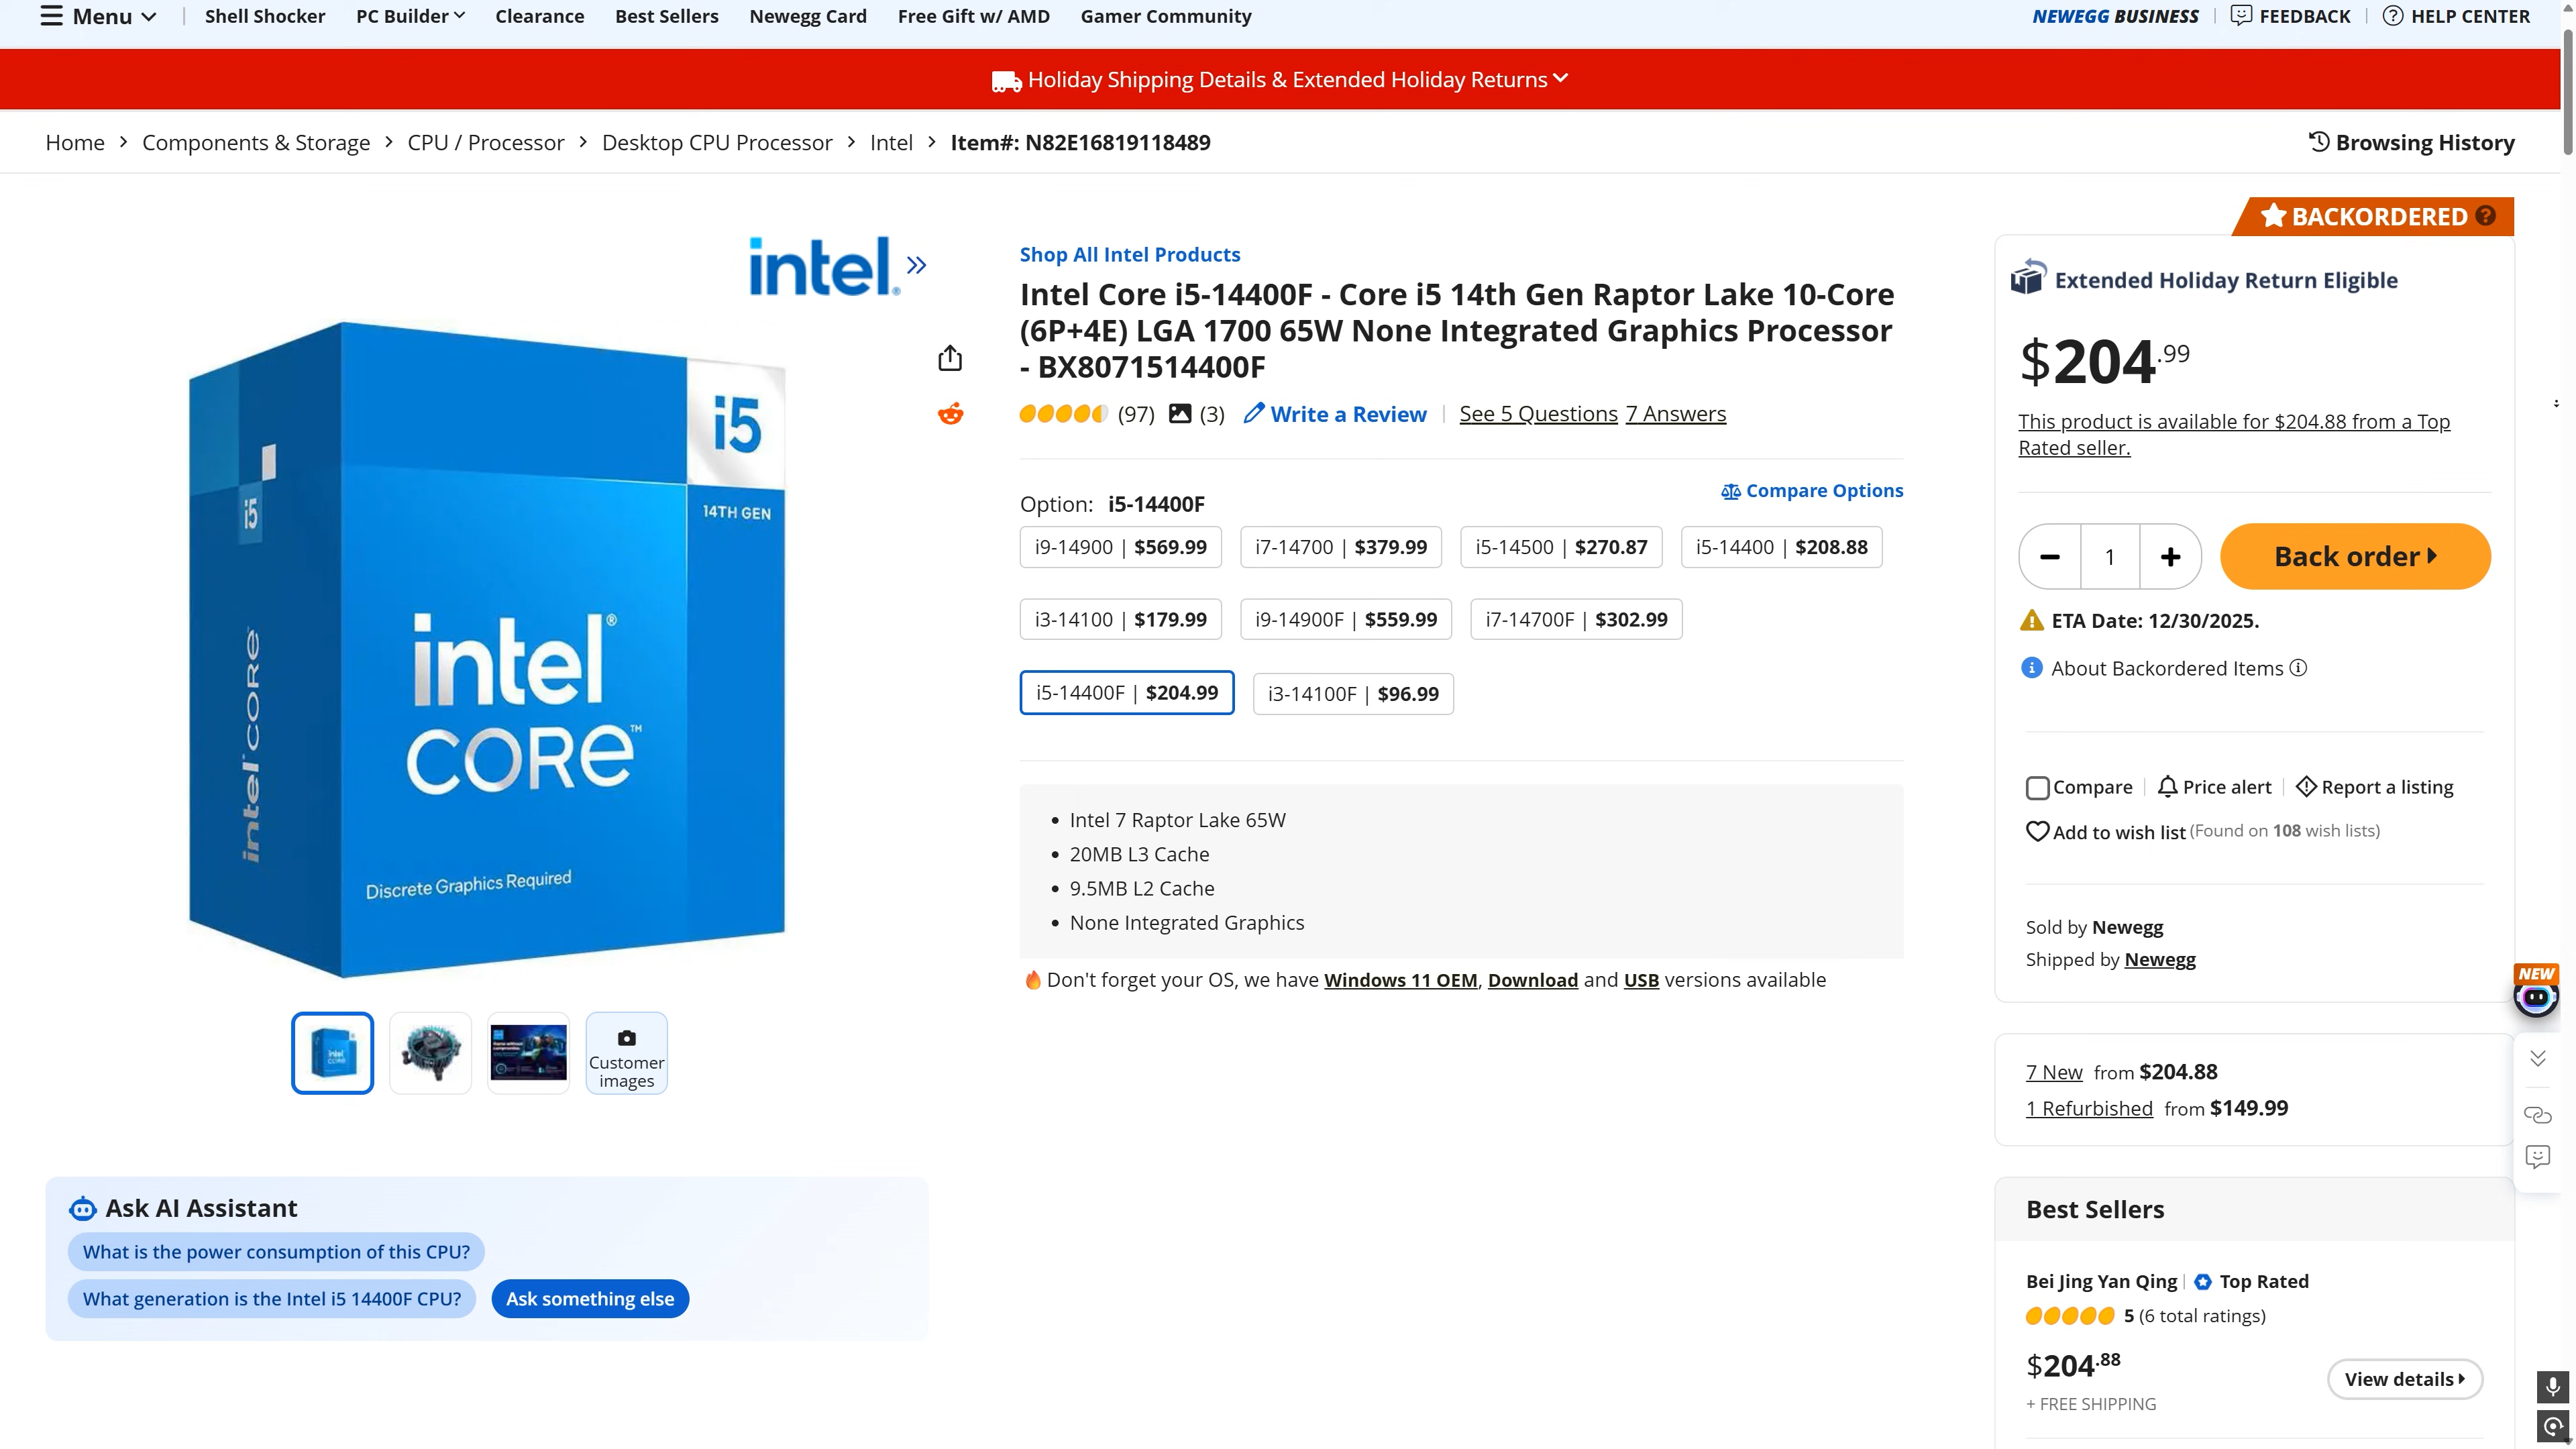 Menu
Shell Shocker
PC Builder
Clearance
Best Sellers
Newegg Card
Free Gift w/ AMD
Gamer Community
NEWEGG BUSINESS
FEEDBACK
HELP CENTER
Holiday Shipping Details & Extended Holiday Returns
Home
Components & Storage
CPU / Processor
Desktop CPU Processor
Intel
Item#: N82E16819118489
Browsing History
intel®
i5
14TH GEN
i5
intel®
CORE™
intel CORE
Discrete Graphics Required
Customer
images
Ask AI Assistant
What is the power consumption of this CPU?
What generation is the Intel i5 14400F CPU?
Ask something else
Shop All Intel Products
Intel Core i5-14400F - Core i5 14th Gen Raptor Lake 10-Core
(6P+4E) LGA 1700 65W None Integrated Graphics Processor
- BX8071514400F
(97)
(3)
Write a Review
See 5 Questions
7 Answers
Option: i5-14400F
Compare Options
i9-14900 | $569.99
i7-14700 | $379.99
i5-14500 | $270.87
i5-14400 | $208.88
i3-14100 | $179.99
i9-14900F | $559.99
i7-14700F | $302.99
i5-14400F | $204.99
i3-14100F | $96.99
Intel 7 Raptor Lake 65W
20MB L3 Cache
9.5MB L2 Cache
None Integrated Graphics
Don't forget your OS, we have Windows 11 OEM, Download and USB versions available
BACKORDERED
Extended Holiday Return Eligible
$204.99
This product is available for $204.88 from a Top
Rated seller.
1
Back order
ETA Date: 12/30/2025.
About Backordered Items
Compare
Price alert
Report a listing
Add to wish list (Found on 108 wish lists)
Sold by Newegg
Shipped by Newegg
NEW
7 New from $204.88
1 Refurbished from $149.99
Best Sellers
Bei Jing Yan Qing
Top Rated
5 (6 total ratings)
$204.88
View details
+ FREE SHIPPING